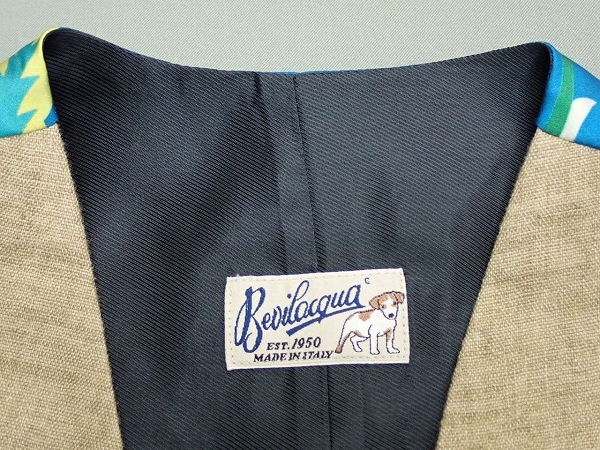 Bevilacqua ©
EST. 1950
MADE IN ITALY